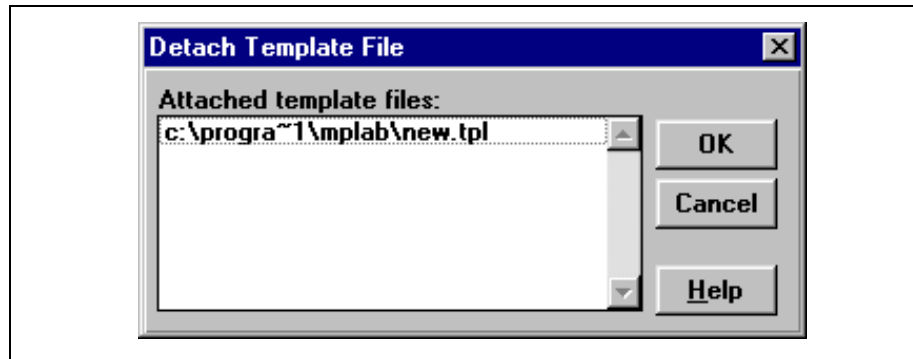 Detach Template File
Attached template files:
c:\progra~1\mplab\new.tpl
OK
Cancel
Help